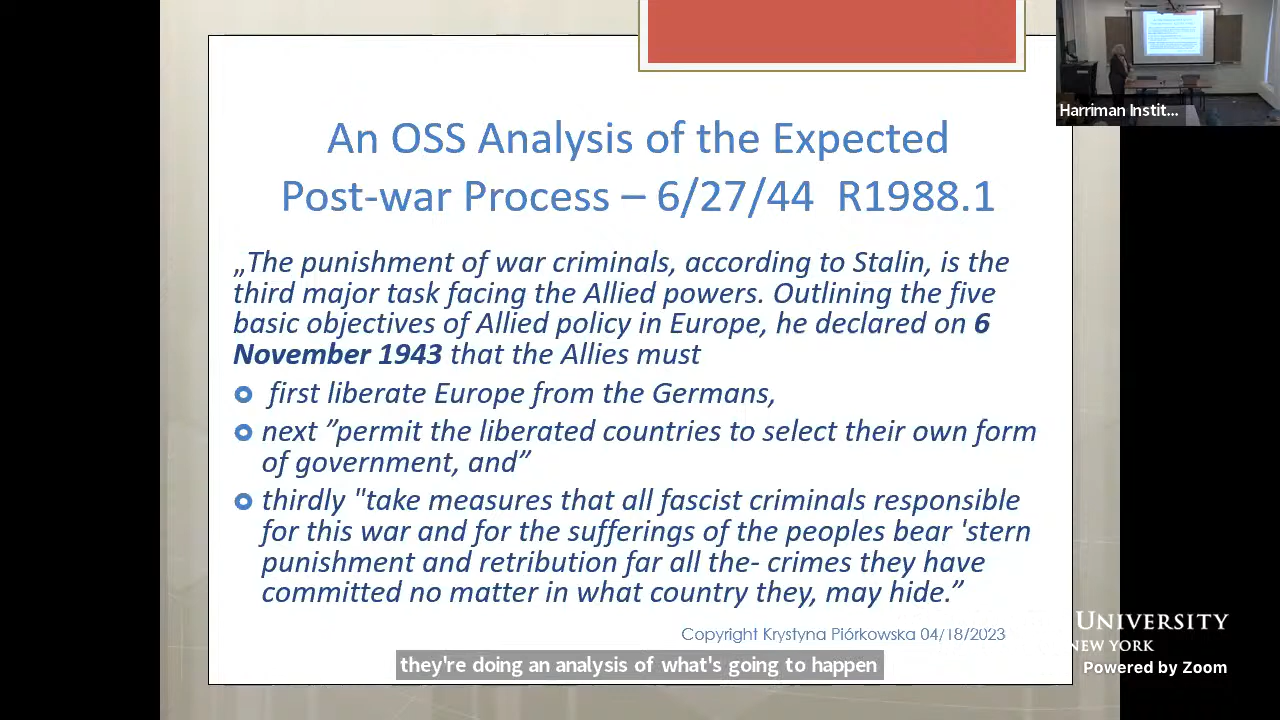 Harriman Instit...
An OSS Analysis of the Expected
Post-war Process – 6/27/44 R1988.1
„The punishment of war criminals, according to Stalin, is the
third major task facing the Allied powers. Outlining the five
basic objectives of Allied policy in Europe, he declared on 6
November 1943 that the Allies must
first liberate Europe from the Germans,
next ”permit the liberated countries to select their own form
of government, and”
thirdly "take measures that all fascist criminals responsible
for this war and for the sufferings of the peoples bear 'stern
punishment and retribution far all the- crimes they have
committed no matter in what country they, may hide.”
Copyright Krystyna Piórkowska 04/18/2023
they're doing an analysis of what's going to happen
UNIVERSITY
NEW YORK
Powered by Zoom